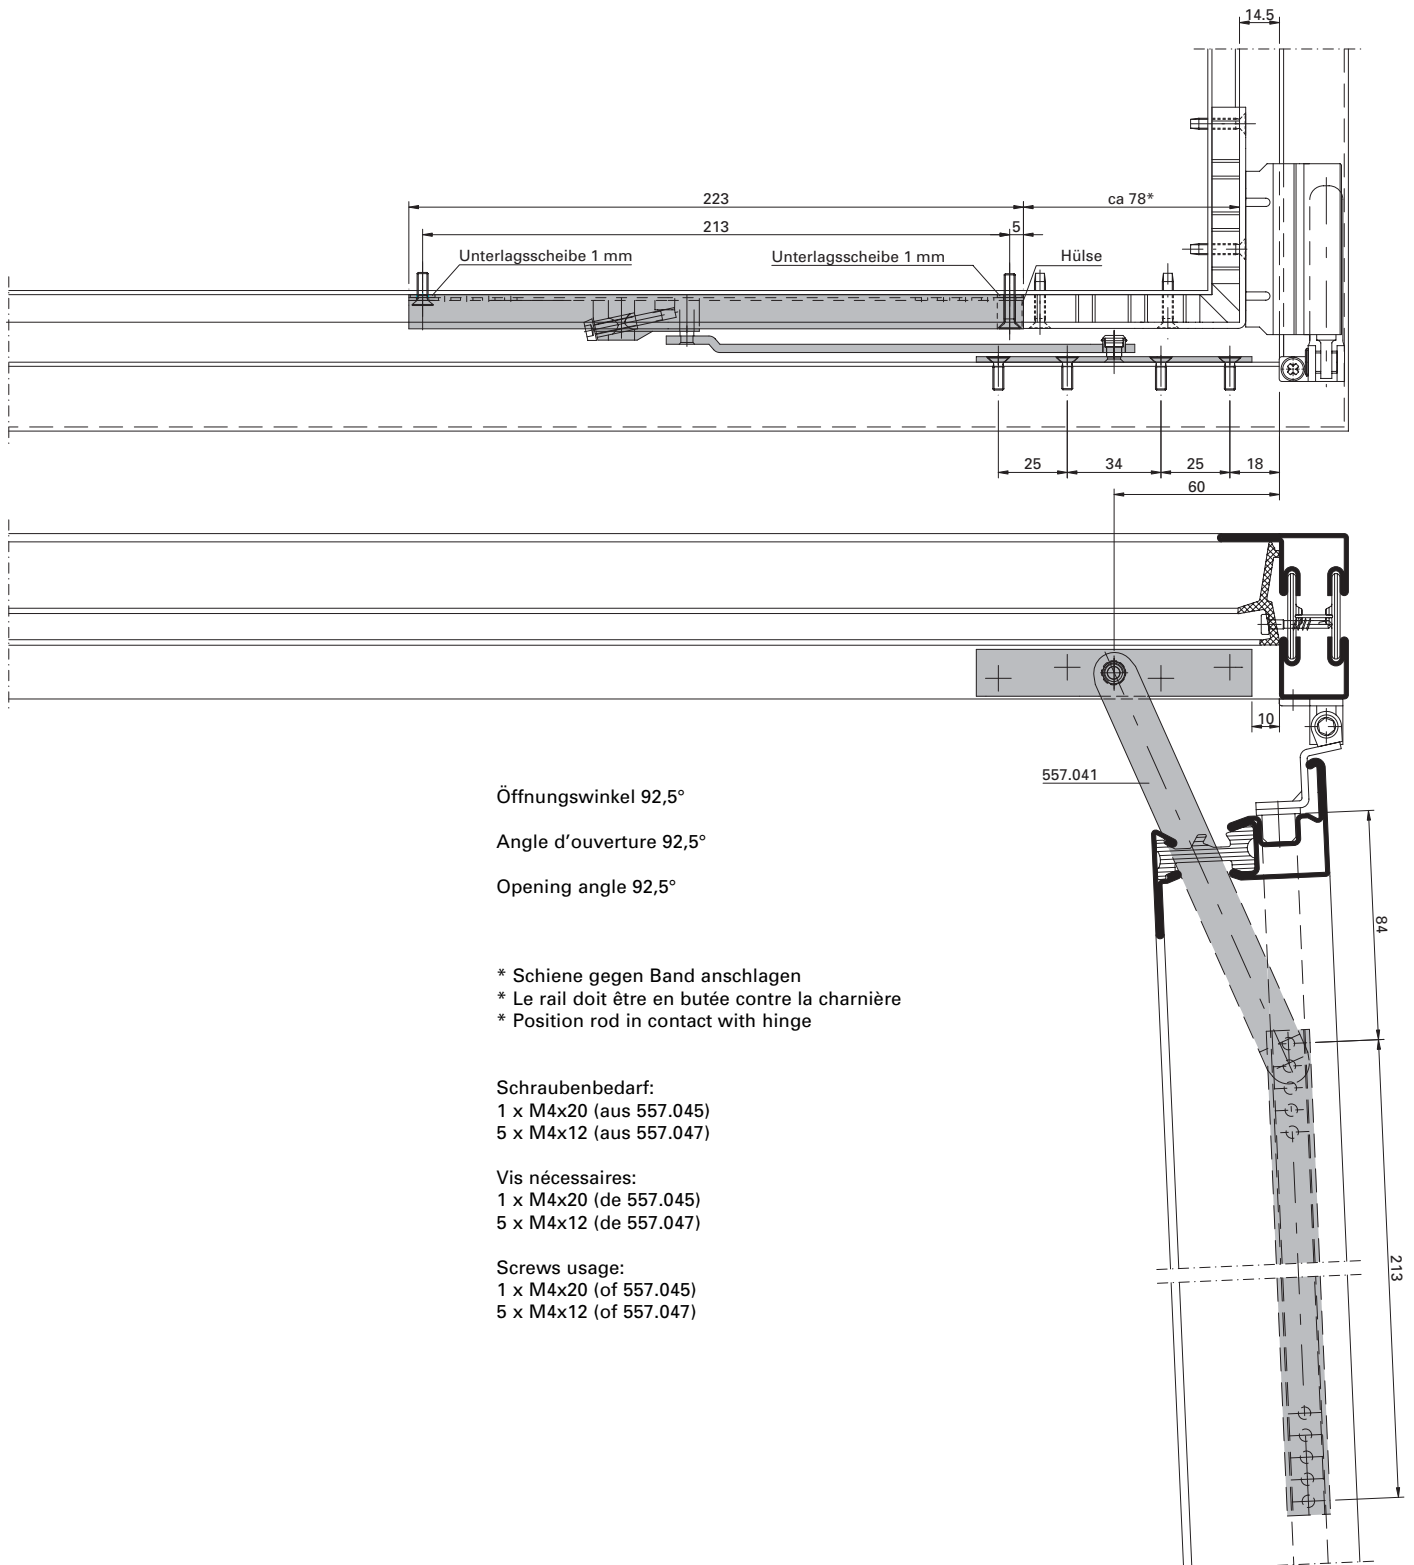 14.5
223
ca 78*
213
5
Unterlagsscheibe 1 mm
Unterlagsscheibe 1 mm
Hülse
25
34
25
18
60
10
557.041
Öffnungswinkel 92,5°
Angle d’ouverture 92,5°
Opening angle 92,5°
84
* Schiene gegen Band anschlagen
* Le rail doit être en butée contre la charnière
* Position rod in contact with hinge
Schraubenbedarf:
1 x M4x20 (aus 557.045)
5 x M4x12 (aus 557.047)
Vis nécessaires:
1 x M4x20 (de 557.045)
5 x M4x12 (de 557.047)
Screws usage:
1 x M4x20 (of 557.045)
5 x M4x12 (of 557.047)
213